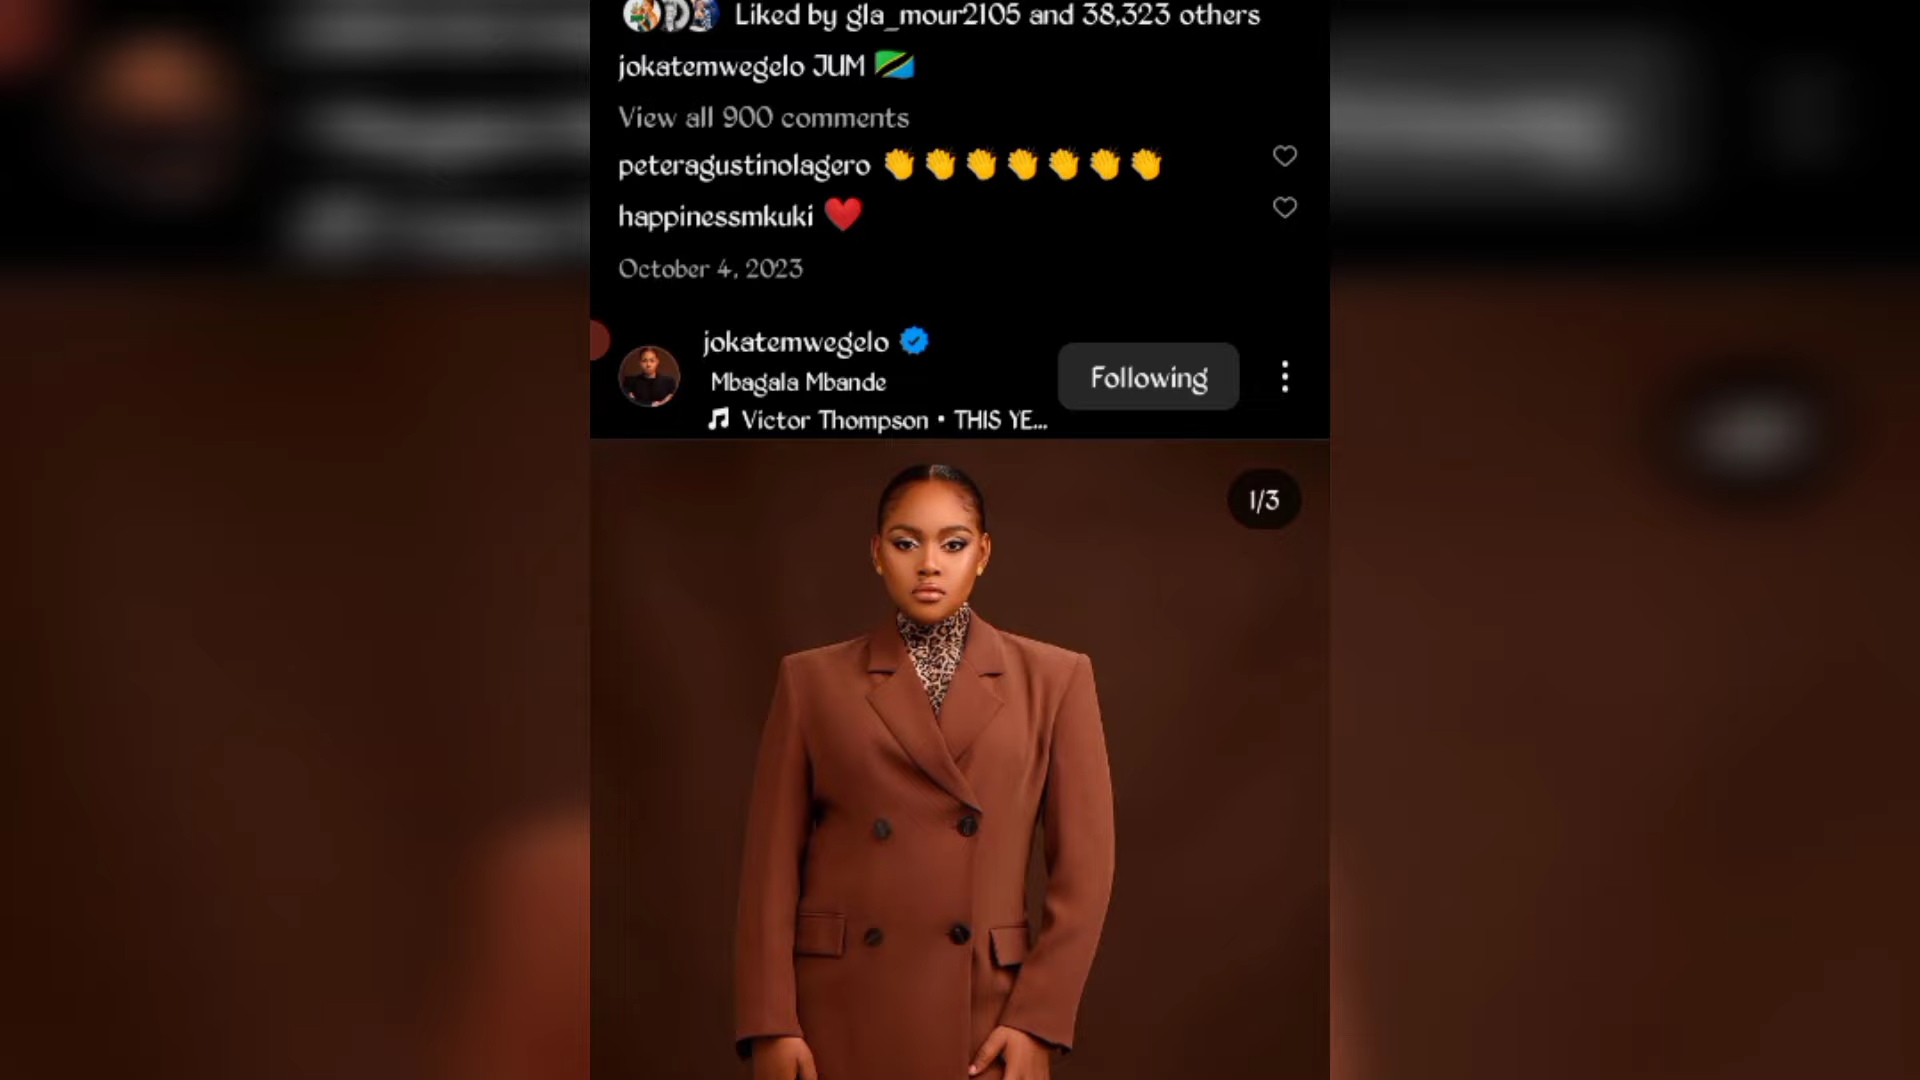 Liked by gla_mour2105 and 38,323 others
jokatemwegelo JUM 🇹🇿
View all 900 comments
peteragustinolagero 👏👏👏👏👏👏👏
happinessmkuki ❤️
October 4, 2023
jokatemwegelo
Mbagala Mbande
Following
Victor Thompson • THIS YE...
1/3